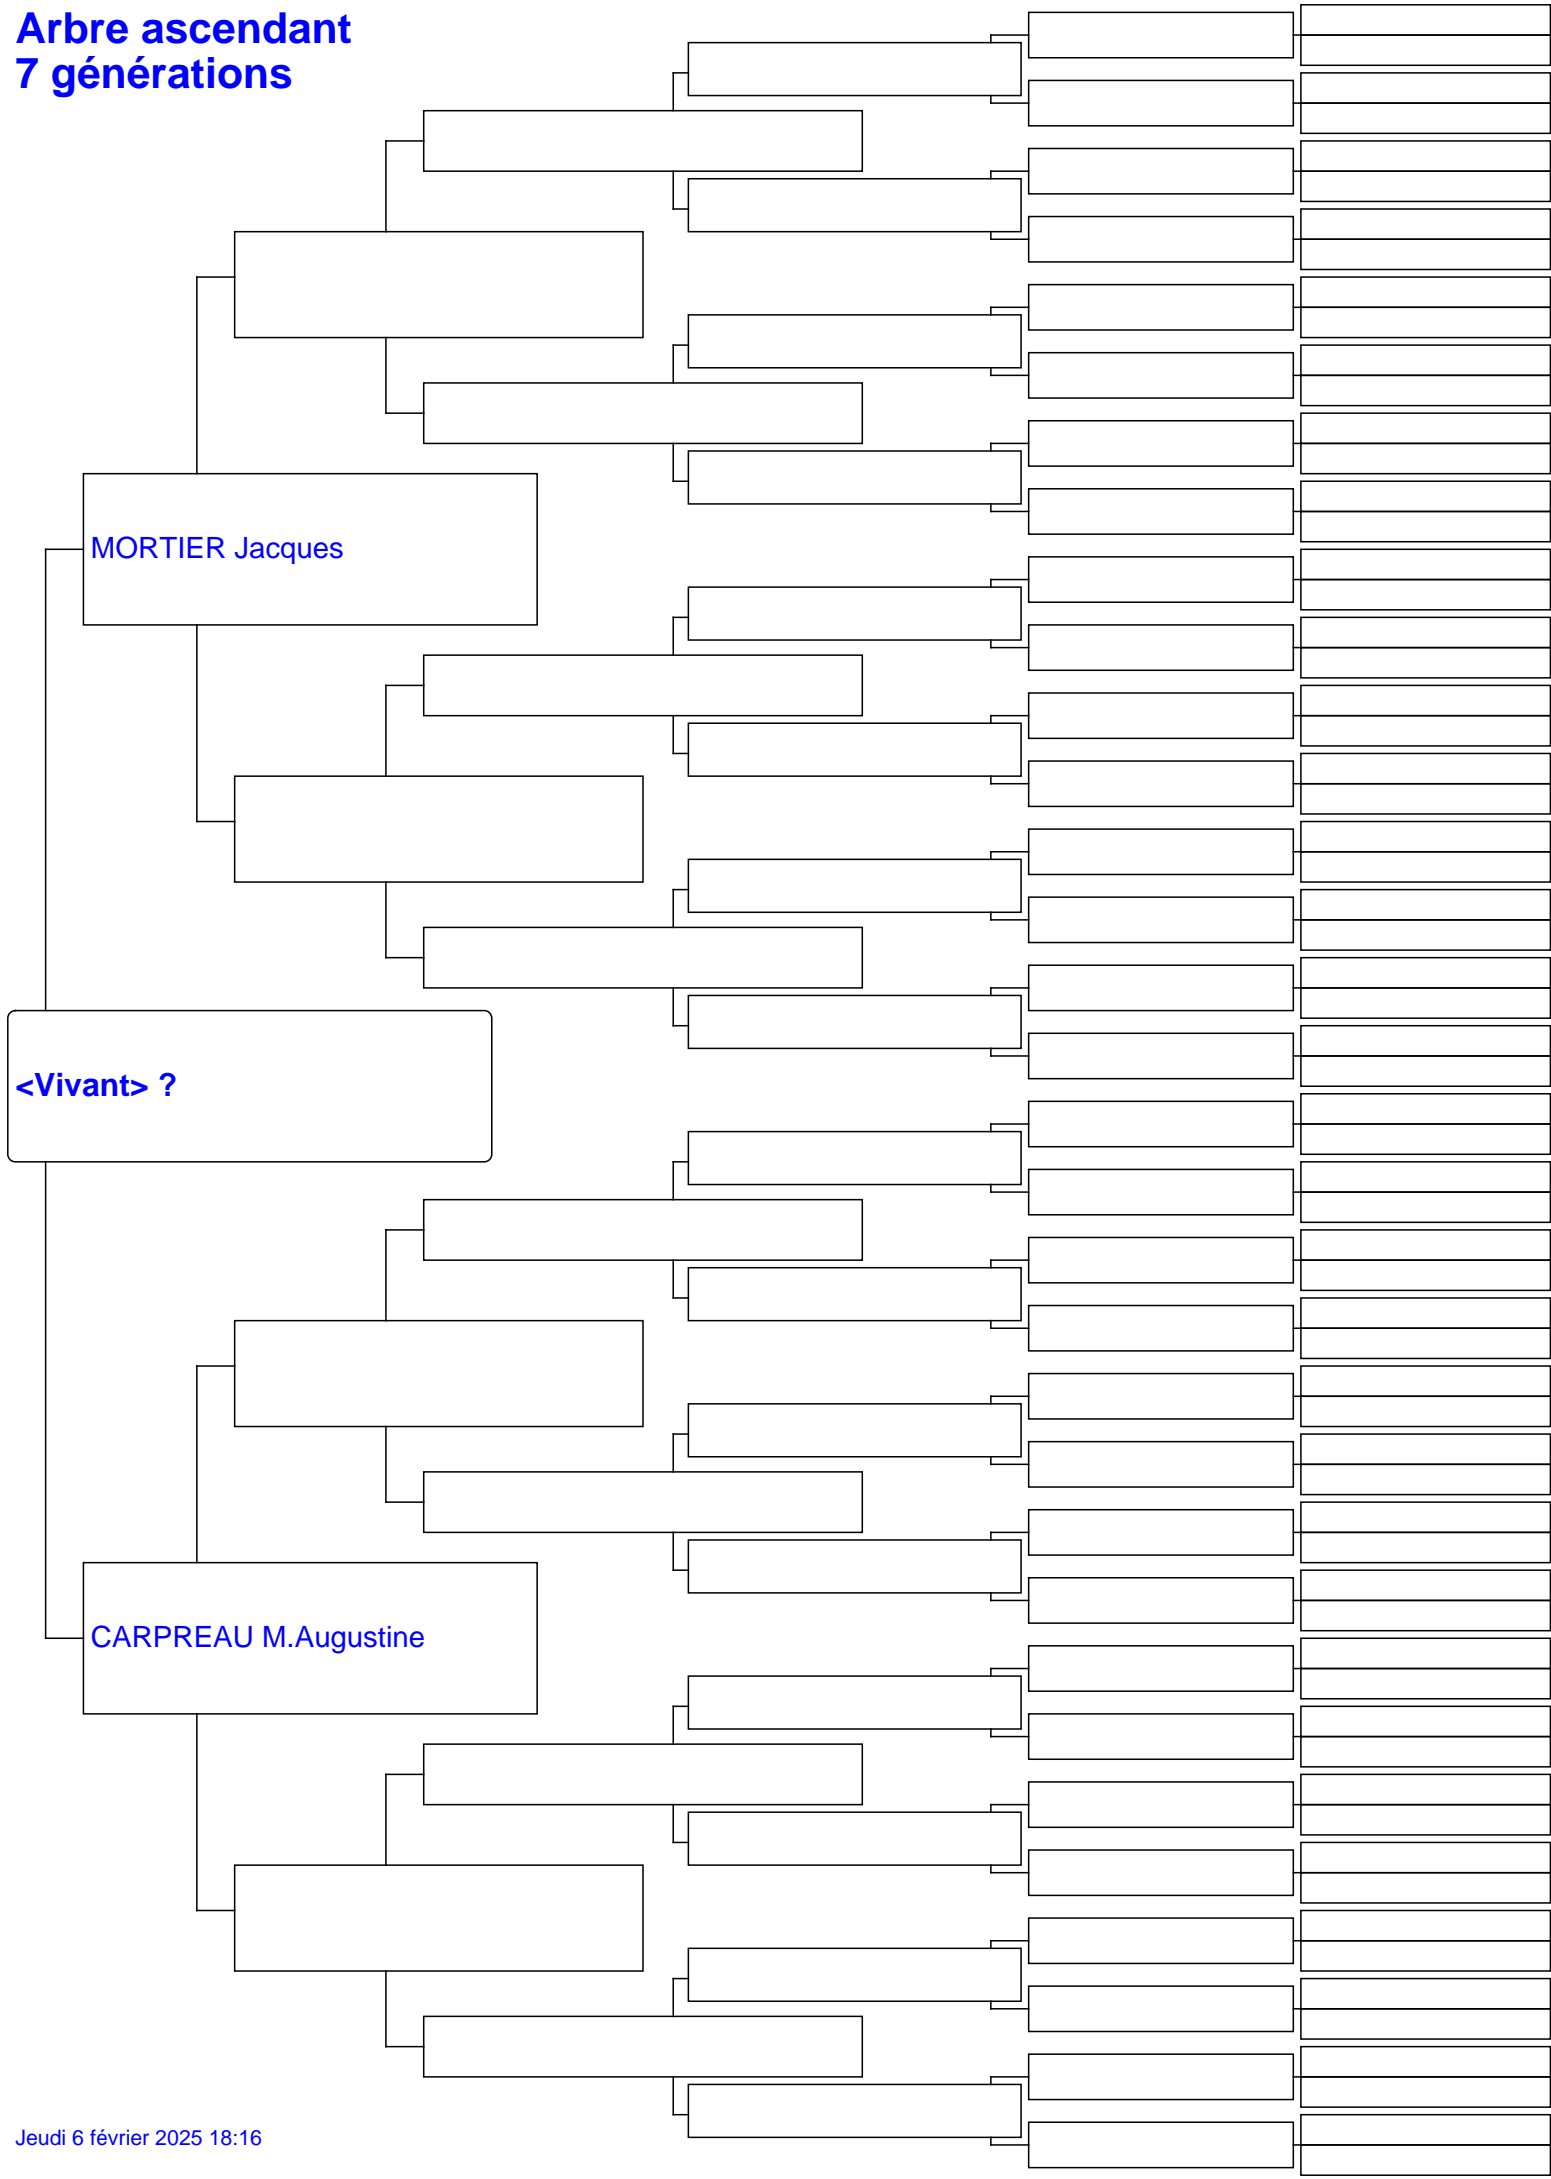 Arbre ascendant
7 générations
MORTIER Jacques
<Vivant> ?
CARPREAU M.Augustine
Jeudi 6 février 2025 18:16